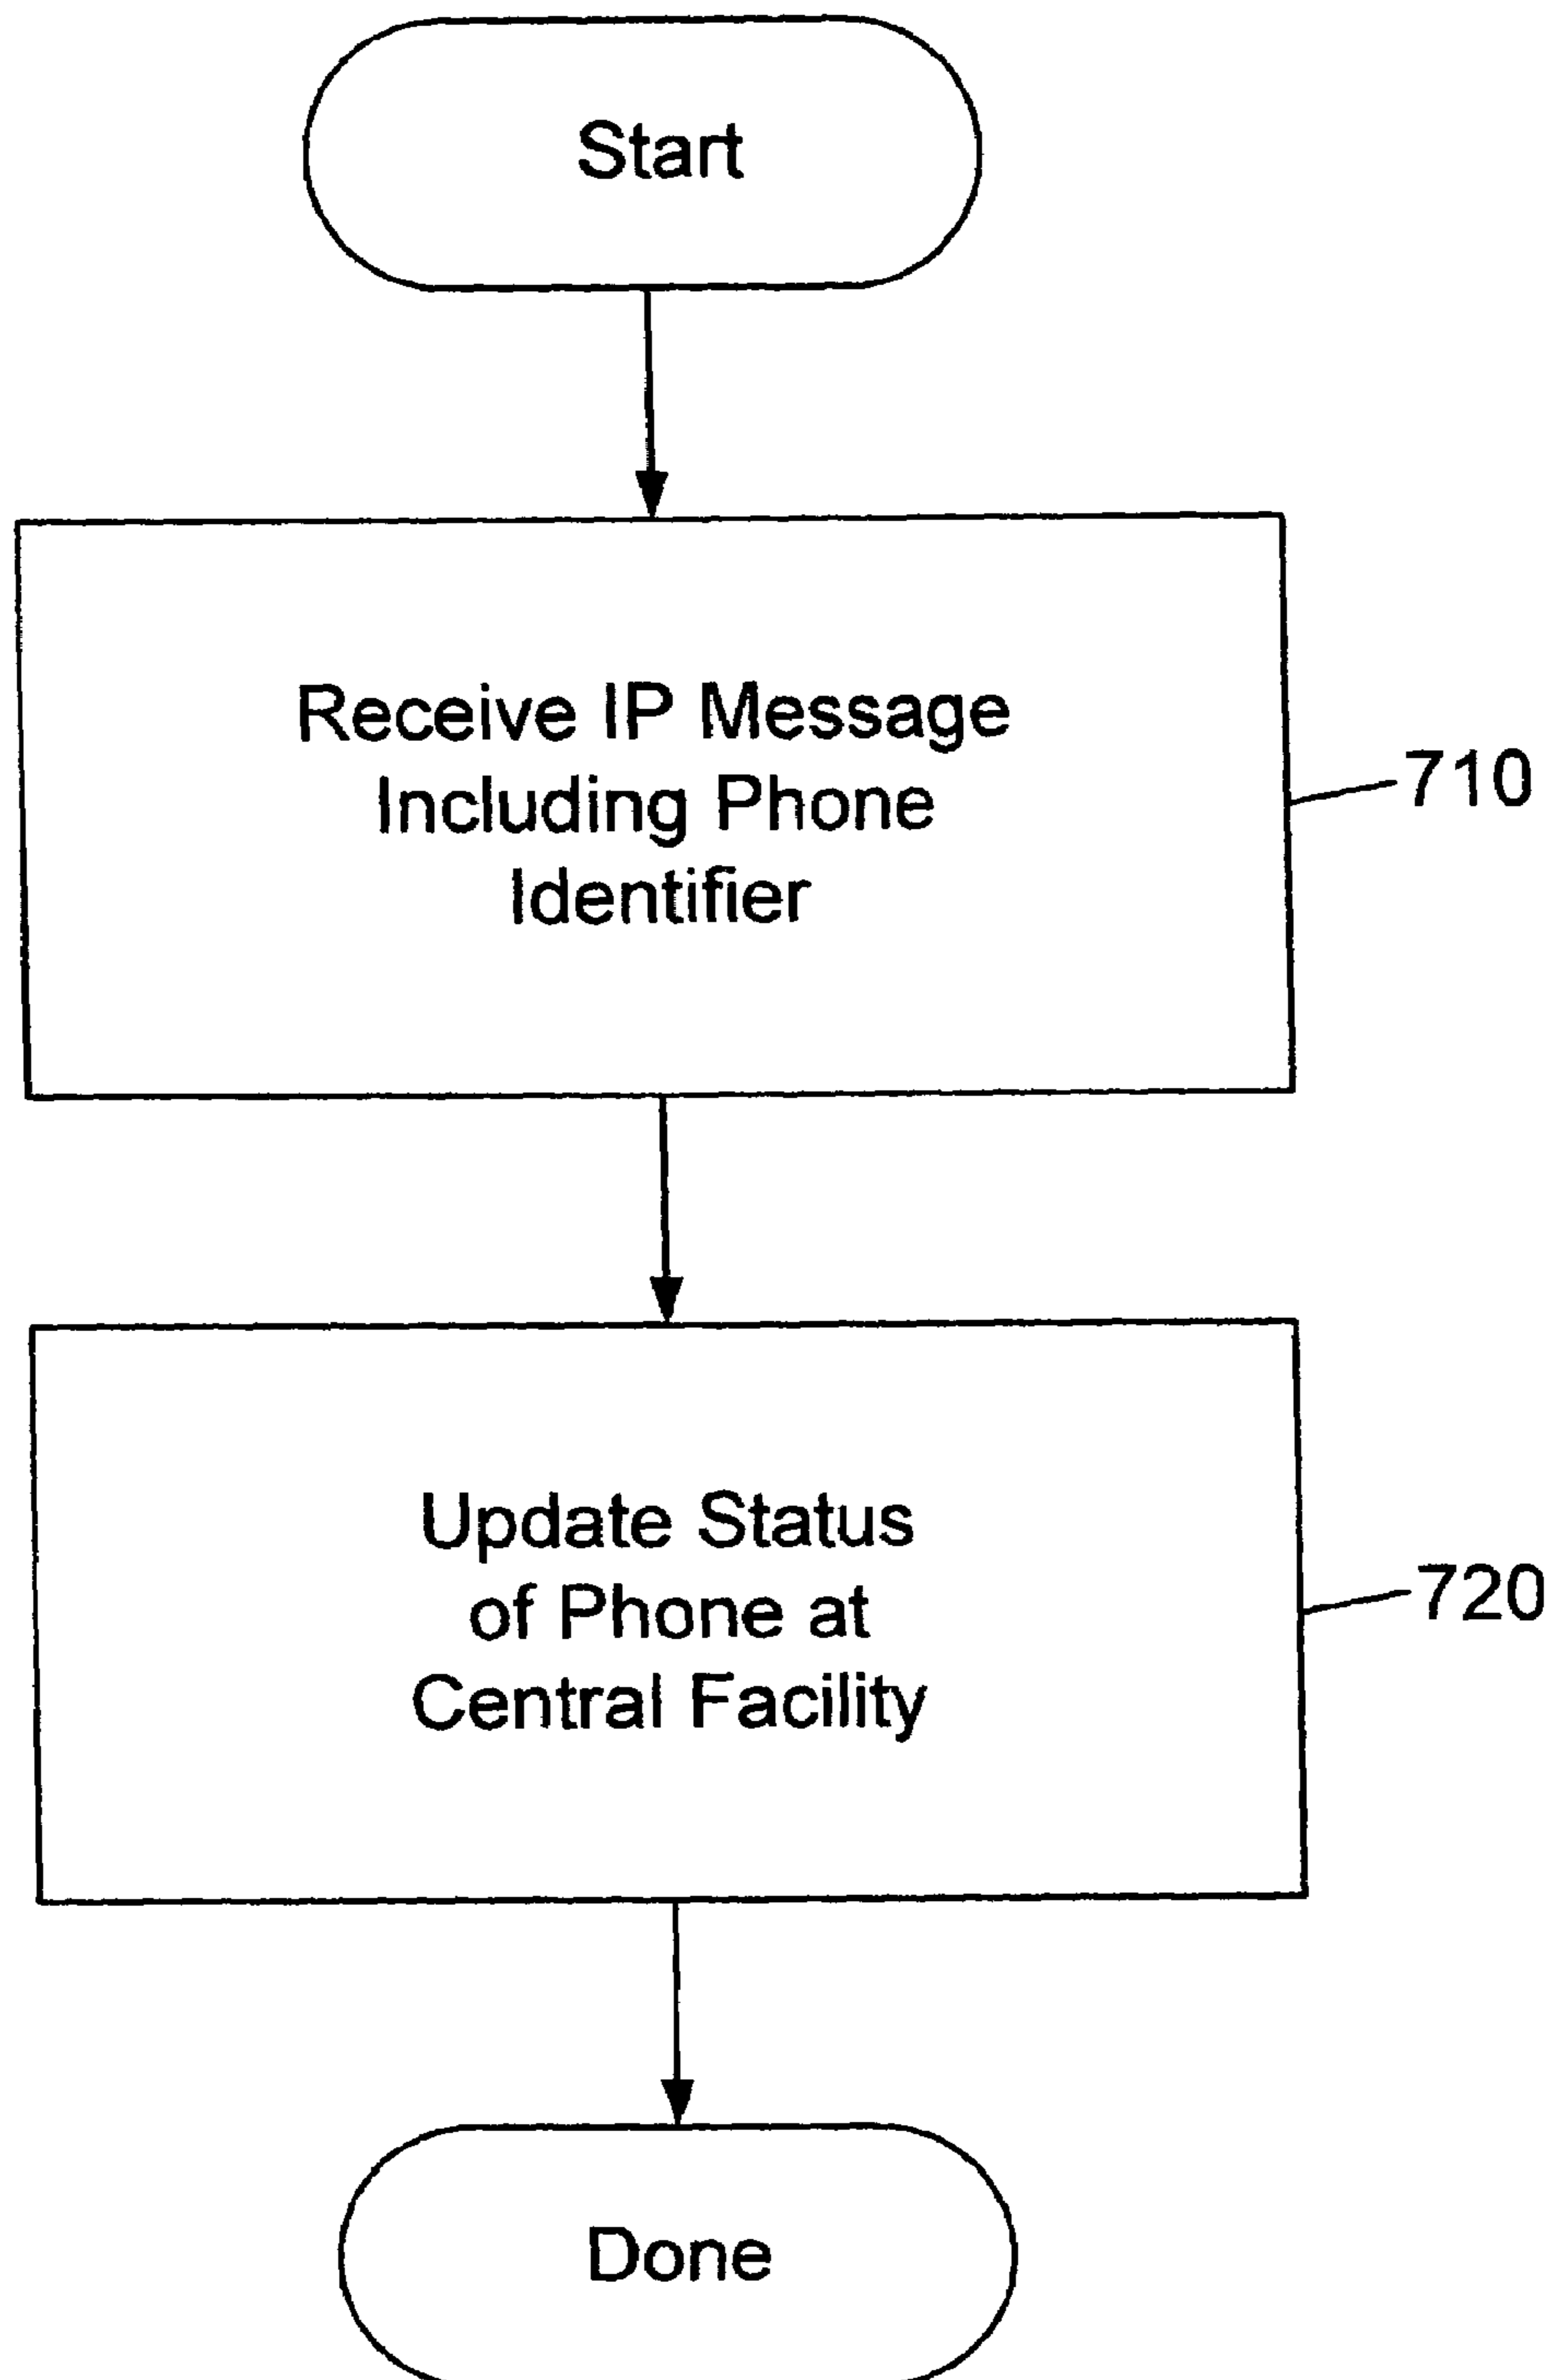 Start
Receive IP Message
Including Phone
Identifier
710
Update Status
of Phone at
Central Facility
720
Done